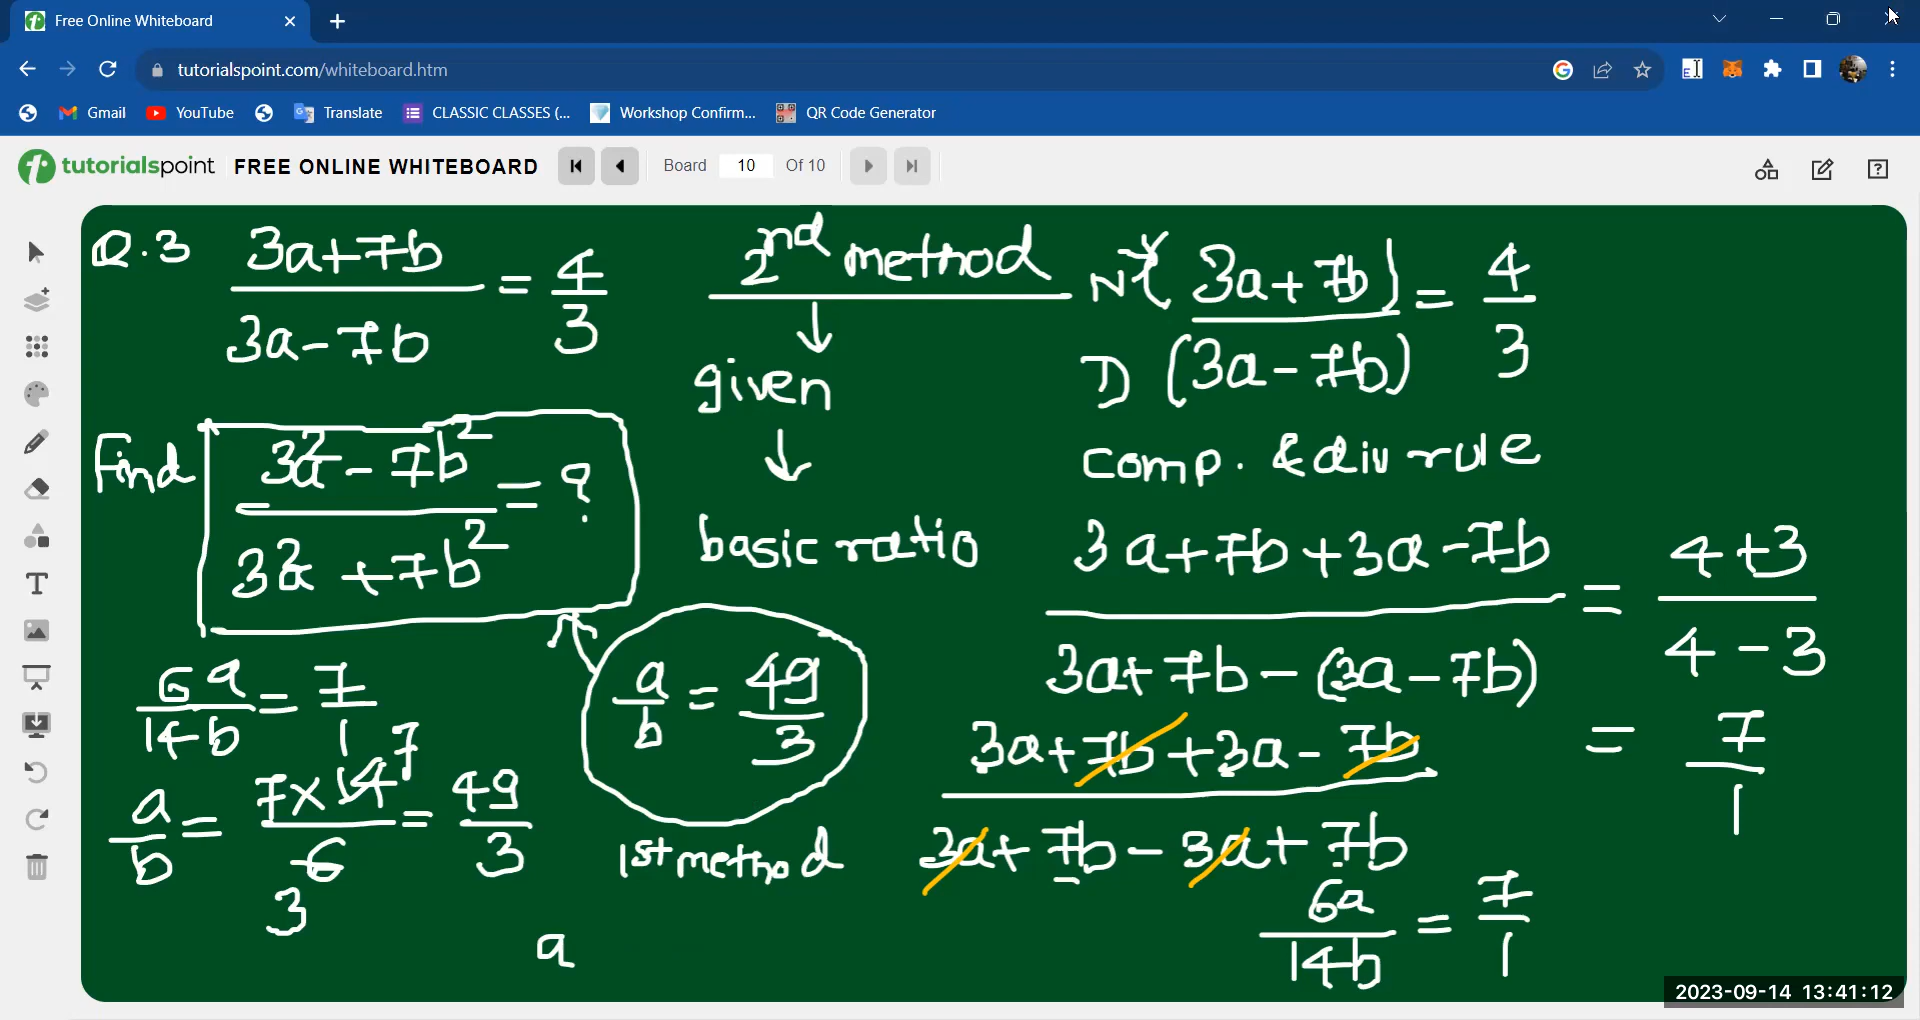 Free Online Whiteboard
tutorialspoint.com/whiteboard.htm
Gmail YouTube Translate CLASSIC CLASSES (... Workshop Confirm... QR Code Generator
tutorialspoint FREE ONLINE WHITEBOARD Board 10 Of 10
Q.3 (3a+7b)/(3a-7b) = 4/3
Find (3a²-7b²)/(3a²+7b²) = ?
6a/14b = 7/1
a/b = 7×14/6 = 49/3
7
3
a
2nd method
↓
given
↓
basic ratio
a/b = 49/3
1st method
Nr (3a+7b)
D (3a-7b)
= 4/3
comp. & div rule
(3a+7b+3a-7b)/(3a+7b-(3a-7b)) = (4+3)/(4-3)
(3a+7b+3a-7b)/(3a+7b-3a+7b) = 7/1
6a/14b = 7/1
2023-09-14 13:41:12